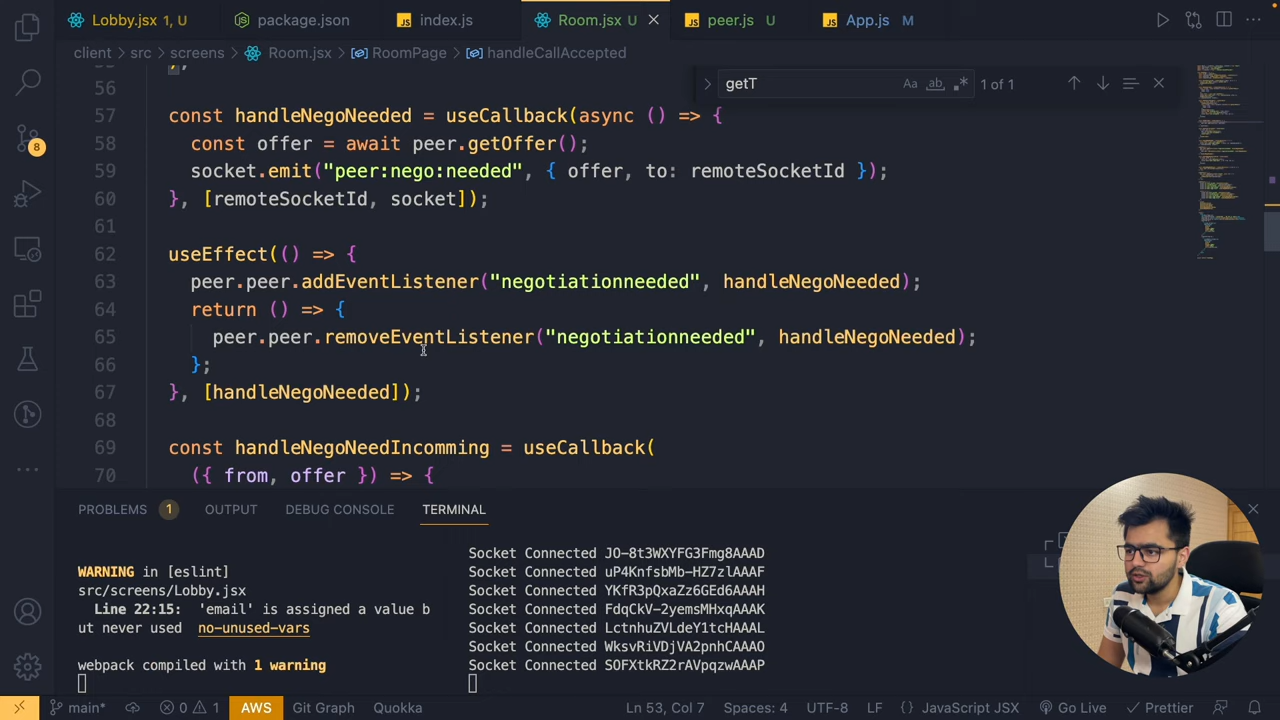 Lobby.jsx 1, U
package.json
index.js
Room.jsx U
peer.js U
App.js M
client > src > screens > Room.jsx > RoomPage > handleCallAccepted
getT
Aa
ab
1 of 1
56
57 const handleNegoNeeded = useCallback(async () => {
58 const offer = await peer.getOffer();
59 socket.emit("peer:nego:needed", { offer, to: remoteSocketId });
60 }, [remoteSocketId, socket]);
61
62 useEffect(() => {
63 peer.peer.addEventListener("negotiationneeded", handleNegoNeeded);
64 return () => {
65 peer.peer.removeEventListener("negotiationneeded", handleNegoNeeded);
66 };
67 }, [handleNegoNeeded]);
68
69 const handleNegoNeedIncomming = useCallback(
70 ({ from, offer }) => {
8
PROBLEMS 1
OUTPUT
DEBUG CONSOLE
TERMINAL
WARNING in [eslint]
src/screens/Lobby.jsx
Line 22:15: 'email' is assigned a value b
ut never used no-unused-vars
webpack compiled with 1 warning
Socket Connected JO-8t3WXYFG3Fmg8AAAD
Socket Connected uP4KnfsbMb-HZ7zlAAAF
Socket Connected YKfR3pQxaZz6GEd6AAAH
Socket Connected FdqCkV-2yemsMHxqAAAK
Socket Connected LctnhuZVLdeY1tcHAAAL
Socket Connected WksvRiVDjVA2pnhCAAAO
Socket Connected SOFXtkRZ2rAVpqzwAAAP
main*
0
1
AWS
Git Graph
Quokka
Ln 53, Col 7
Spaces: 4
UTF-8
LF
{} JavaScript JSX
Go Live
Prettier